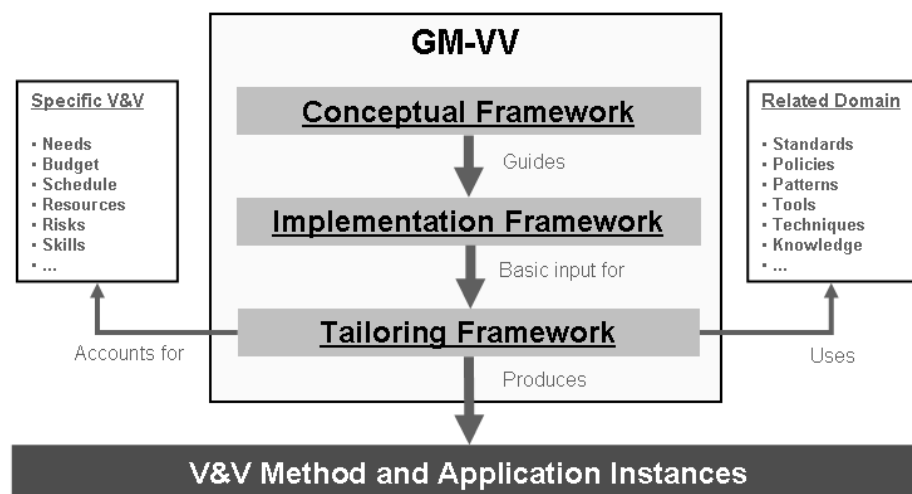 GM-VV
Specific V&V
• Needs
• Budget
• Schedule
• Resources
• Risks
• Skills
• ...
Conceptual Framework
Guides
Implementation Framework
Basic input for
Tailoring Framework
Produces
Related Domain
• Standards
• Policies
• Patterns
• Tools
• Techniques
• Knowledge
• ...
Accounts for
Uses
V&V Method and Application Instances